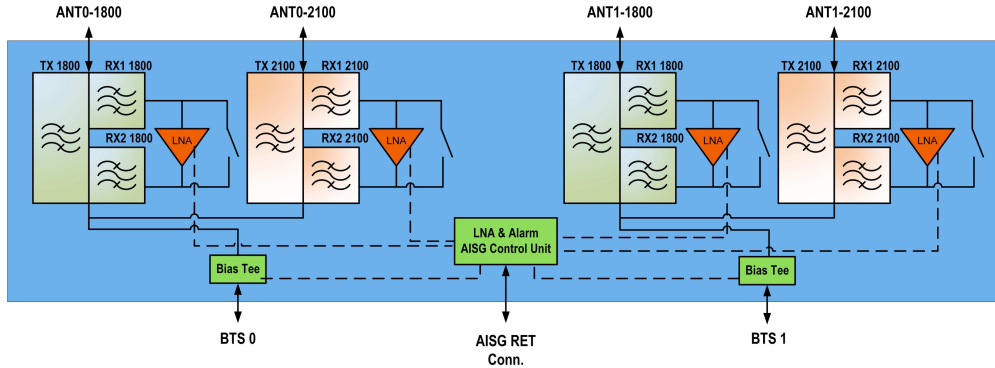 ANT0-1800
ANT0-2100
ANT1-1800
ANT1-2100
TX 1800
RX1 1800
TX 2100
RX1 2100
TX 1800
RX1 1800
TX 2100
RX1 2100
RX2 1800
LNA
RX2 2100
LNA
RX2 1800
LNA
RX2 2100
LNA
LNA & Alarm
AISG Control Unit
Bias Tee
Bias Tee
BTS 0
AISG RET
Conn.
BTS 1